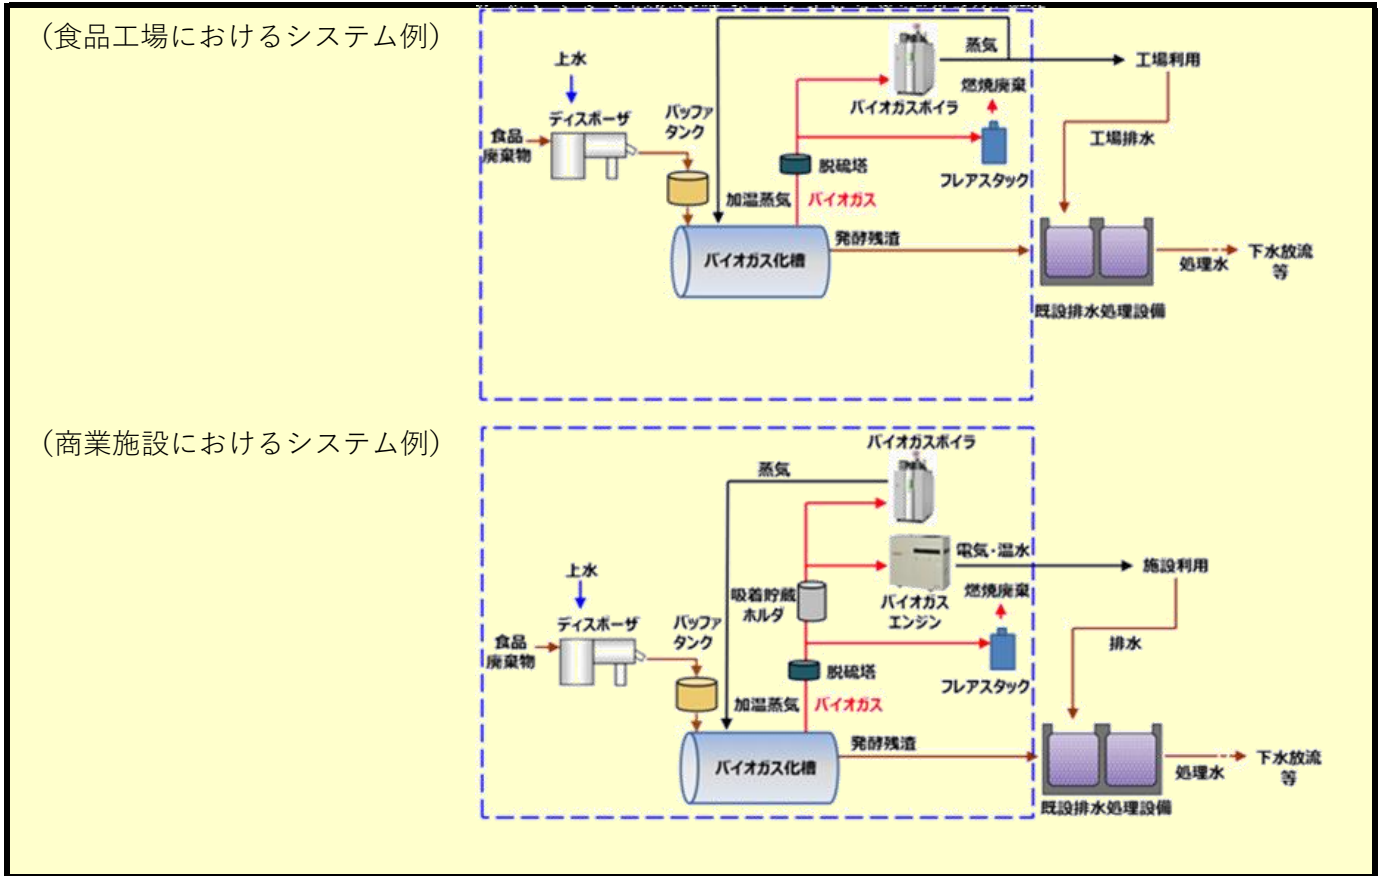 （食品工場におけるシステム例）
上水
ディスポーザ
食品
廃棄物
バッファ
タンク
加温蒸気
バイオガス
脱硫塔
バイオガスボイラ
蒸気
燃焼廃棄
フレアスタック
工場利用
工場排水
バイオガス化槽
発酵残渣
既設排水処理設備
処理水
下水放流
等
（商業施設におけるシステム例）
バイオガスボイラ
蒸気
電気・温水
施設利用
上水
ディスポーザ
食品
廃棄物
バッファ
タンク
吸着貯蔵
ホルダ
バイオガス
エンジン
燃焼廃棄
フレアスタック
脱硫塔
加温蒸気
バイオガス
排水
バイオガス化槽
発酵残渣
既設排水処理設備
処理水
下水放流
等